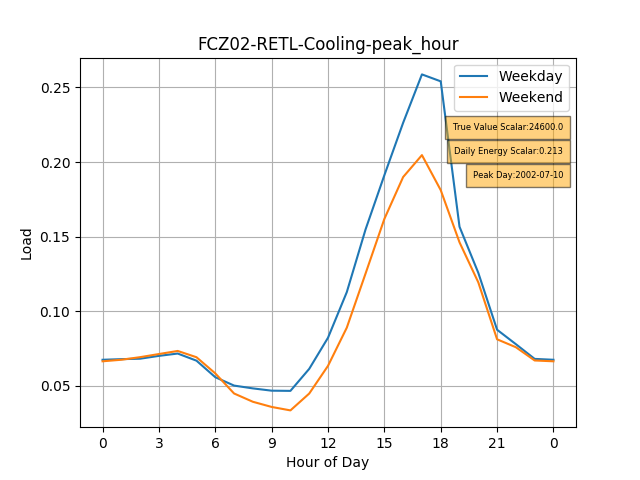 FCZ02-RETL-Cooling-peak_hour
Weekday
Weekend
True Value Scalar:24600.0
Daily Energy Scalar:0.213
Peak Day:2002-07-10
Load
0.25
0.20
0.15
0.10
0.05
0 3 6 9 12 15 18 21 0
Hour of Day